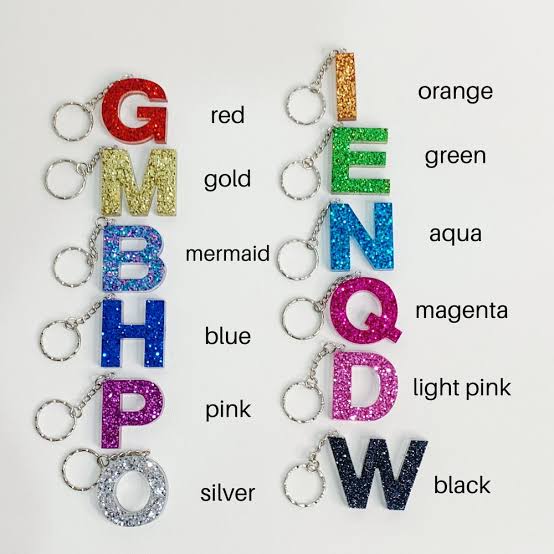 G
red
M
gold
B
mermaid
H
blue
P
pink
O
silver
I
orange
E
green
N
aqua
Q
magenta
D
light pink
W
black